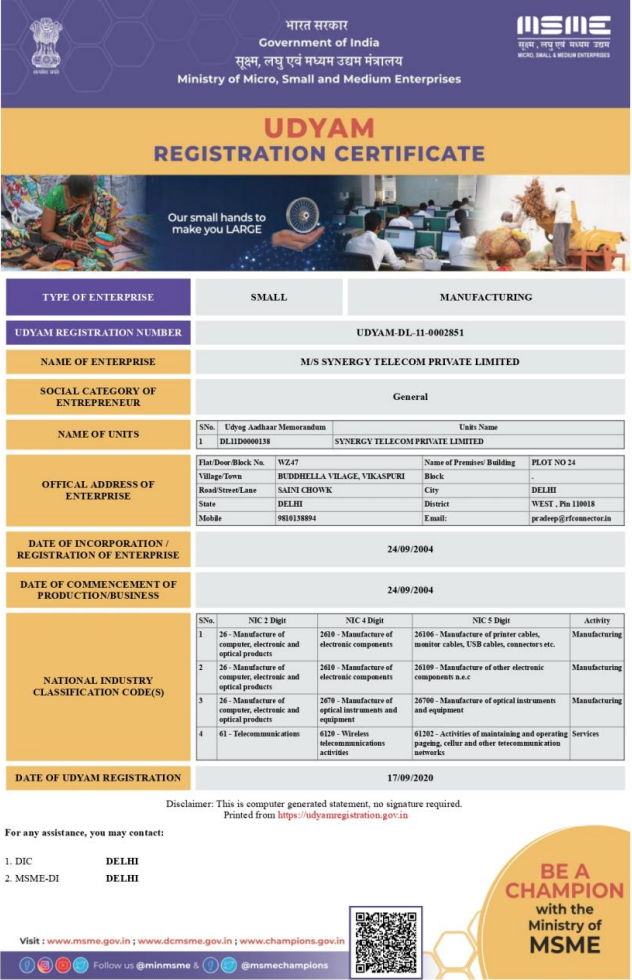 भारत सरकार
Government of India
सूक्ष्म, लघु एवं मध्यम उद्यम मंत्रालय
Ministry of Micro, Small and Medium Enterprises
MSME
सूक्ष्म, लघु एवं मध्यम उद्यम
MICRO, SMALL & MEDIUM ENTERPRISES
UDYAM
REGISTRATION CERTIFICATE
Our small hands to
make you LARGE
TYPE OF ENTERPRISE SMALL MANUFACTURING
UDYAM REGISTRATION NUMBER UDYAM-DL-11-0002851
NAME OF ENTERPRISE M/S SYNERGY TELECOM PRIVATE LIMITED
SOCIAL CATEGORY OF
ENTREPRENEUR
General
NAME OF UNITS
SNo. Udyog Aadhaar Memorandum Units Name
1 DL11D0000138 SYNERGY TELECOM PRIVATE LIMITED
OFFICAL ADDRESS OF
ENTERPRISE
Flat/Door/Block No. WZ47 Name of Premises/ Building PLOT NO 24
Village/Town BUDDHELLA VILAGE, VIKASPURI Block .
Road/Street/Lane SAINI CHOWK City DELHI
State DELHI District WEST , Pin 110018
Mobile 9810138894 Email: pradeep@rfconnector.in
DATE OF INCORPORATION /
REGISTRATION OF ENTERPRISE
24/09/2004
DATE OF COMMENCEMENT OF
PRODUCTION/BUSINESS
24/09/2004
NATIONAL INDUSTRY
CLASSIFICATION CODE(S)
SNo. NIC 2 Digit NIC 4 Digit NIC 5 Digit Activity
1 26 - Manufacture of 2610 - Manufacture of 26106 - Manufacture of printer cables, Manufacturing
computer, electronic and electronic components monitor cables, USB cables, connectors etc.
optical products
2 26 - Manufacture of 2610 - Manufacture of 26109 - Manufacture of other electronic Manufacturing
computer, electronic and electronic components components n.e.c
optical products
3 26 - Manufacture of 2670 - Manufacture of 26700 - Manufacture of optical instruments Manufacturing
computer, electronic and optical instruments and and equipment
optical products equipment
4 61 - Telecommunications 6120 - Wireless 61202 - Activities of maintaining and operating Services
telecommunications pageing, cellur and other tetecommunication
activities networks
DATE OF UDYAM REGISTRATION 17/09/2020
Disclaimer: This is computer generated statement, no signature required.
Printed from https://udyamregistration.gov.in
For any assistance, you may contact:
1. DIC DELHI
2. MSME-DI DELHI
BE A
CHAMPION
with the
Ministry of
MSME
Visit : www.msme.gov.in ; www.dcmsme.gov.in ; www.champions.gov.in
Follow us @minmsme & @msmechampions